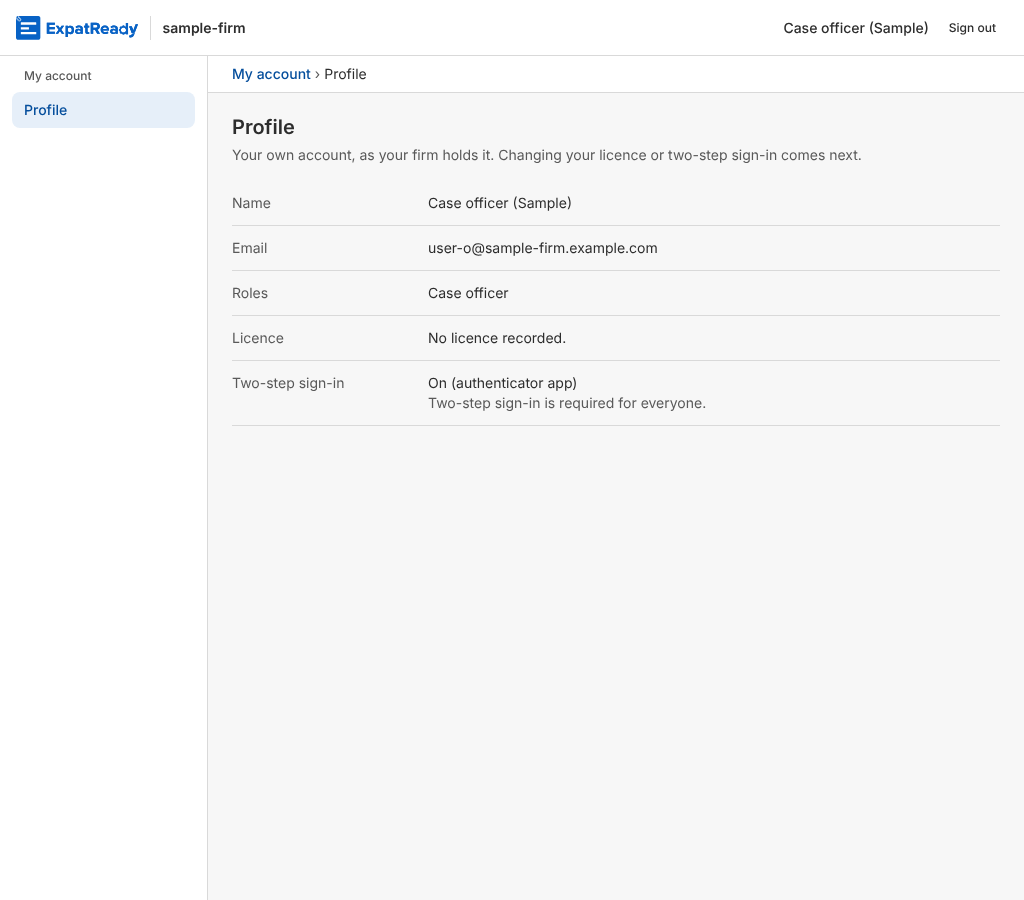 ExpatReady
sample-firm
Case officer (Sample)
Sign out
My account
Profile
My account › Profile
Profile
Your own account, as your firm holds it. Changing your licence or two-step sign-in comes next.
Name
Case officer (Sample)
Email
user-o@sample-firm.example.com
Roles
Case officer
Licence
No licence recorded.
Two-step sign-in
On (authenticator app)
Two-step sign-in is required for everyone.